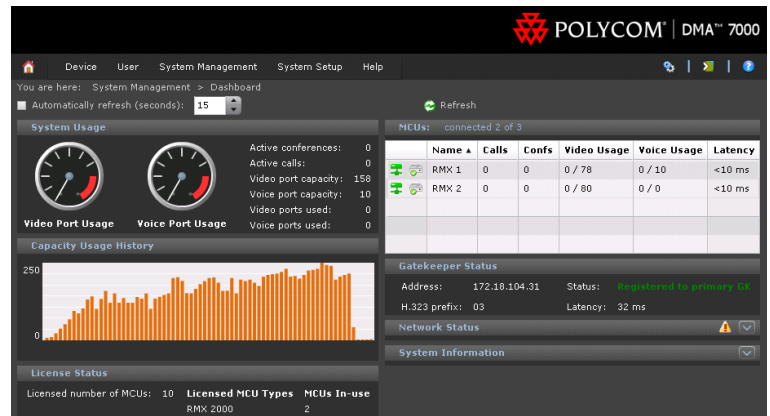 POLYCOM® | DMA™ 7000
Device User System Management System Setup Help
You are here: System Management > Dashboard
Automatically refresh (seconds): 15
Refresh
System Usage
Video Port Usage
Voice Port Usage
Active conferences: 0
Active calls: 0
Video port capacity: 158
Voice port capacity: 10
Video ports used: 0
Voice ports used: 0
Capacity Usage History
250
0
License Status
Licensed number of MCUs: 10 Licensed MCU Types MCUs In-use
RMX 2000 2
MCUs: connected 2 of 3
Name Calls Confs Video Usage Voice Usage Latency
RMX 1 0 0 0 / 78 0 / 10 <10 ms
RMX 2 0 0 0 / 80 0 / 0 <10 ms
Gatekeeper Status
Address: 172.18.104.31 Status: Registered to primary GK
H.323 prefix: 03 Latency: 32 ms
Network Status
System Information